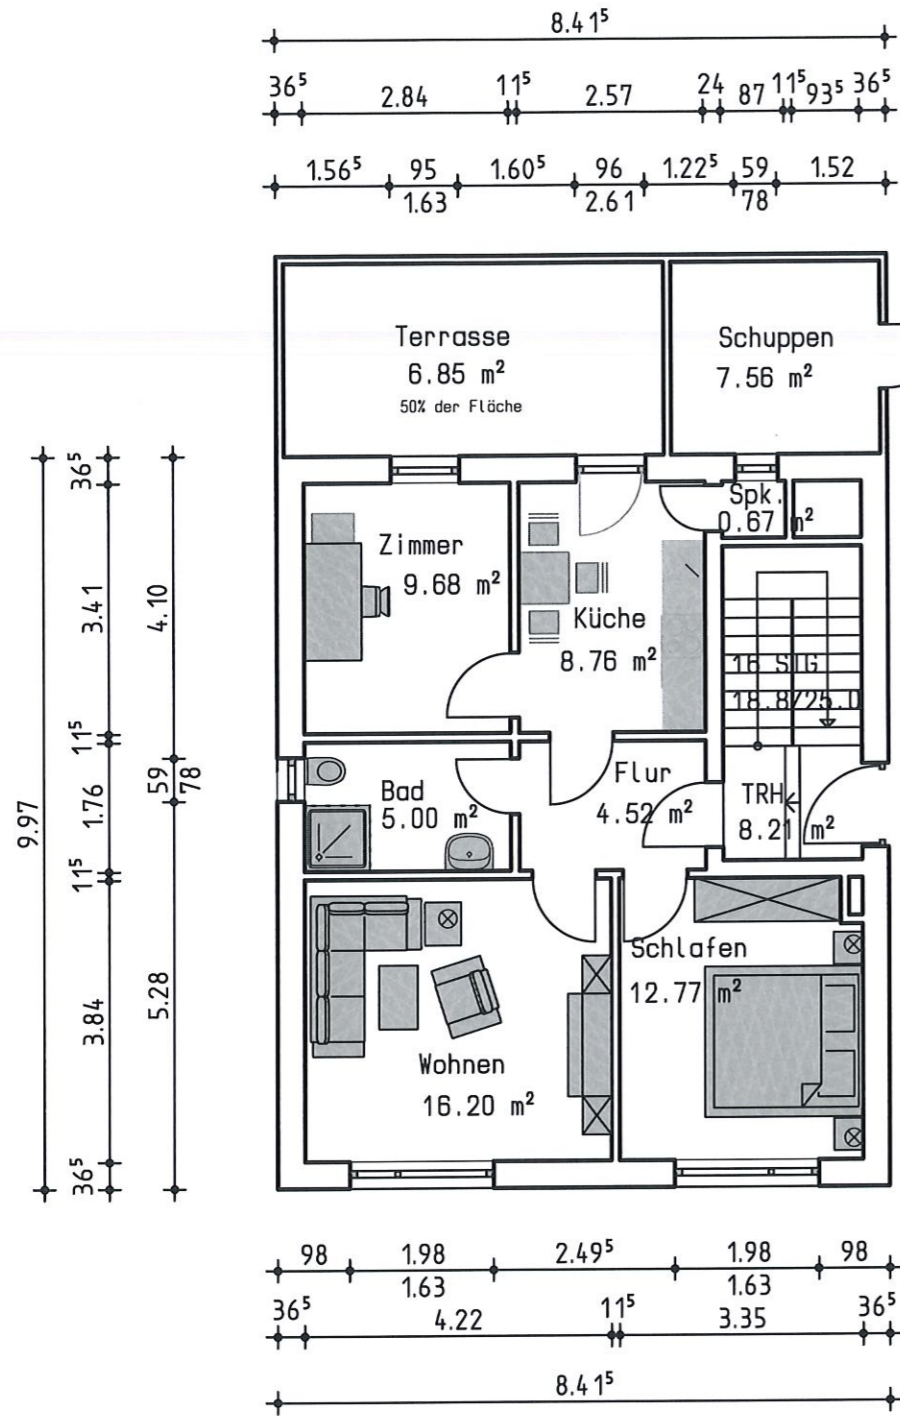 8.41⁵
36⁵ 2.84 11⁵ 2.57 24 87 11⁵ 93⁵ 36⁵
1.56⁵ 95 1.60⁵ 96 1.22⁵ 59 1.52
1.63 2.61 78
Terrasse
6.85 m²
50% der Fläche
Schuppen
7.56 m²
Spk.
0.67 m²
Zimmer
9.68 m²
Küche
8.76 m²
16 STG
18.8/25.0
Flur
4.52 m²
TRH
8.21 m²
Bad
5.00 m²
Schlafen
12.77 m²
Wohnen
16.20 m²
9.97
36⁵
3.41
11⁵
1.76
11⁵
3.84
36⁵
4.10
59
78
5.28
98 1.98 2.49⁵ 1.98 98
1.63 1.63
36⁵ 4.22 11⁵ 3.35 36⁵
8.41⁵